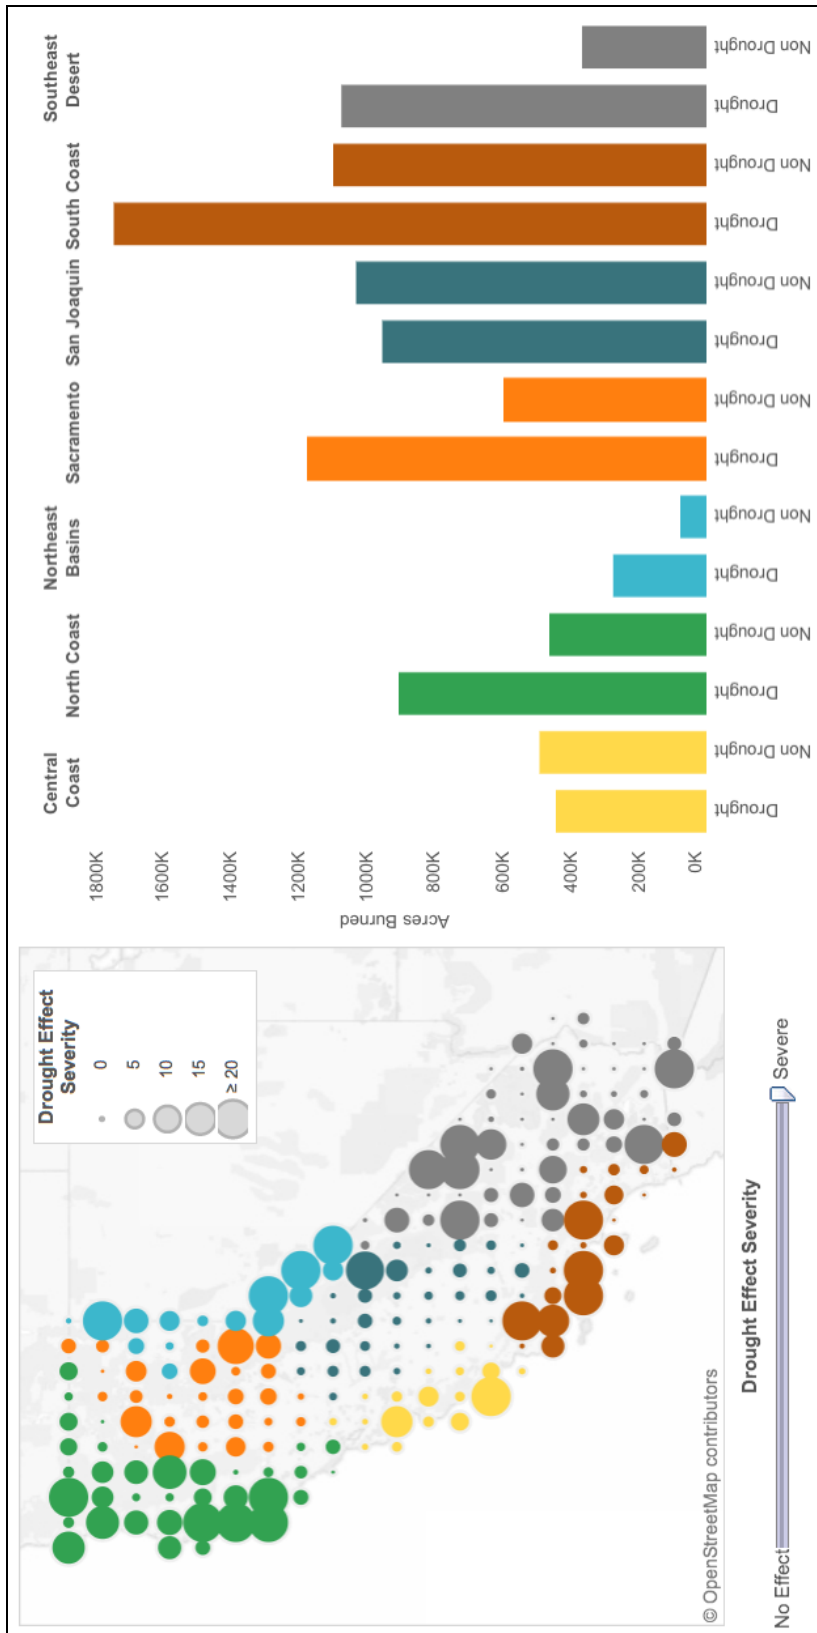 Drought Effect
Severity
0
5
10
15
≥ 20
© OpenStreetMap contributors
Drought Effect Severity
No Effect
Severe
Central
Coast
North Coast
Northeast
Basins
Sacramento
San Joaquin
South Coast
Southeast
Desert
Acres Burned
1800K
1600K
1400K
1200K
1000K
800K
600K
400K
200K
0K
Drought
Non Drought
Drought
Non Drought
Drought
Non Drought
Drought
Non Drought
Drought
Non Drought
Drought
Non Drought
Drought
Non Drought